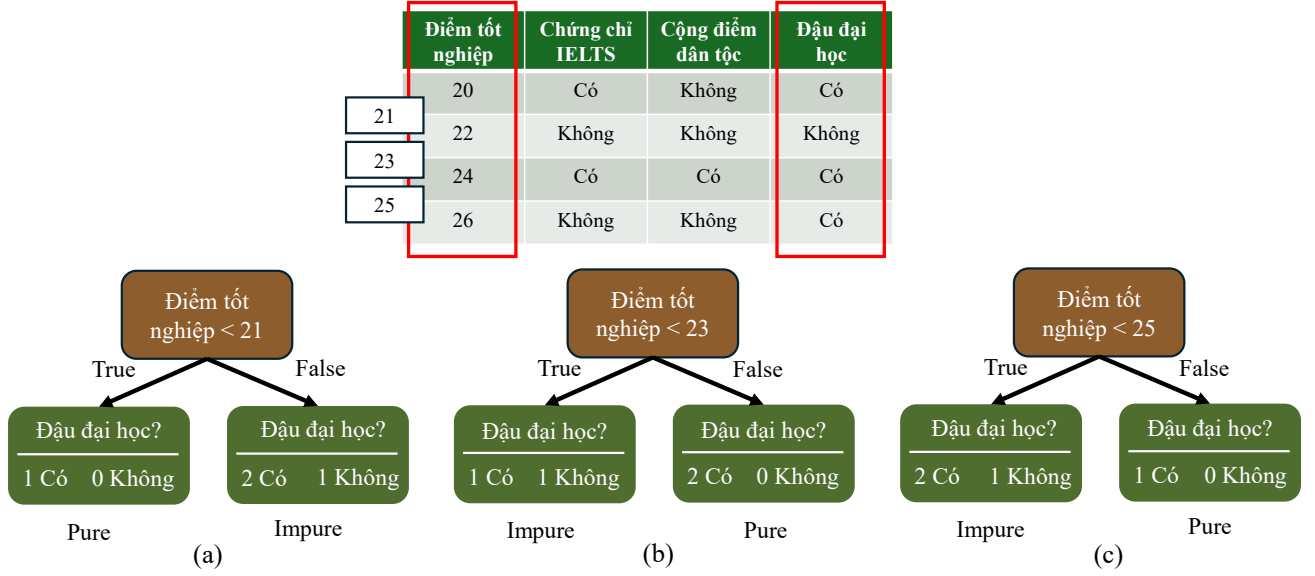 Điểm tốt nghiệp Chứng chỉ IELTS Cộng điểm dân tộc Đậu đại học
20 Có Không Có
21
22 Không Không Không
23
24 Có Có Có
25
26 Không Không Có
Điểm tốt
nghiệp < 21
True False
Đậu đại học?
1 Có 0 Không
Pure
Đậu đại học?
2 Có 1 Không
Impure
(a)
Điểm tốt
nghiệp < 23
True False
Đậu đại học?
1 Có 1 Không
Impure
Đậu đại học?
2 Có 0 Không
Pure
(b)
Điểm tốt
nghiệp < 25
True False
Đậu đại học?
2 Có 1 Không
Impure
Đậu đại học?
1 Có 0 Không
Pure
(c)